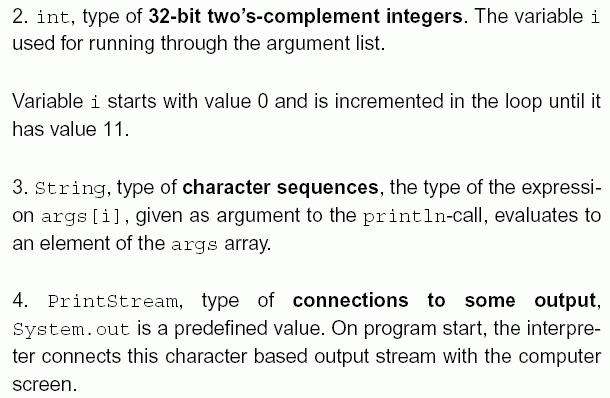 2. int, type of 32-bit two's-complement integers. The variable i
used for running through the argument list.
Variable i starts with value 0 and is incremented in the loop until it
has value 11.
3. String, type of character sequences, the type of the expressi-
on args[i], given as argument to the println-call, evaluates to
an element of the args array.
4. PrintStream, type of connections to some output,
System.out is a predefined value. On program start, the interpre-
ter connects this character based output stream with the computer
screen.